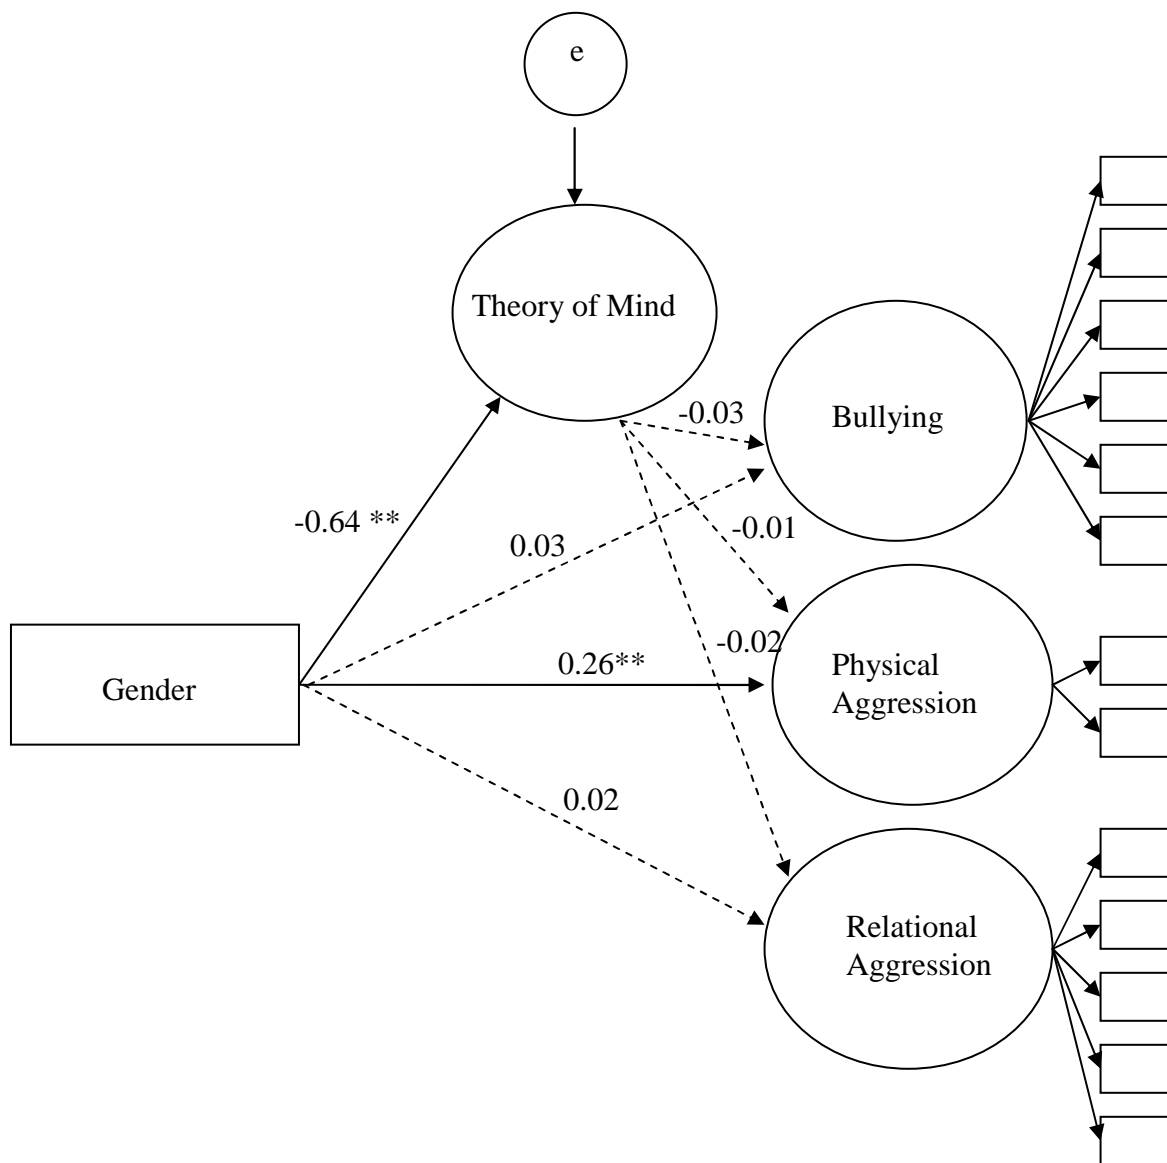 e
Theory of Mind
-0.03
Bullying
-0.64 **
0.03
-0.01
-0.02
0.26**
Gender
Physical
Aggression
0.02
Relational
Aggression